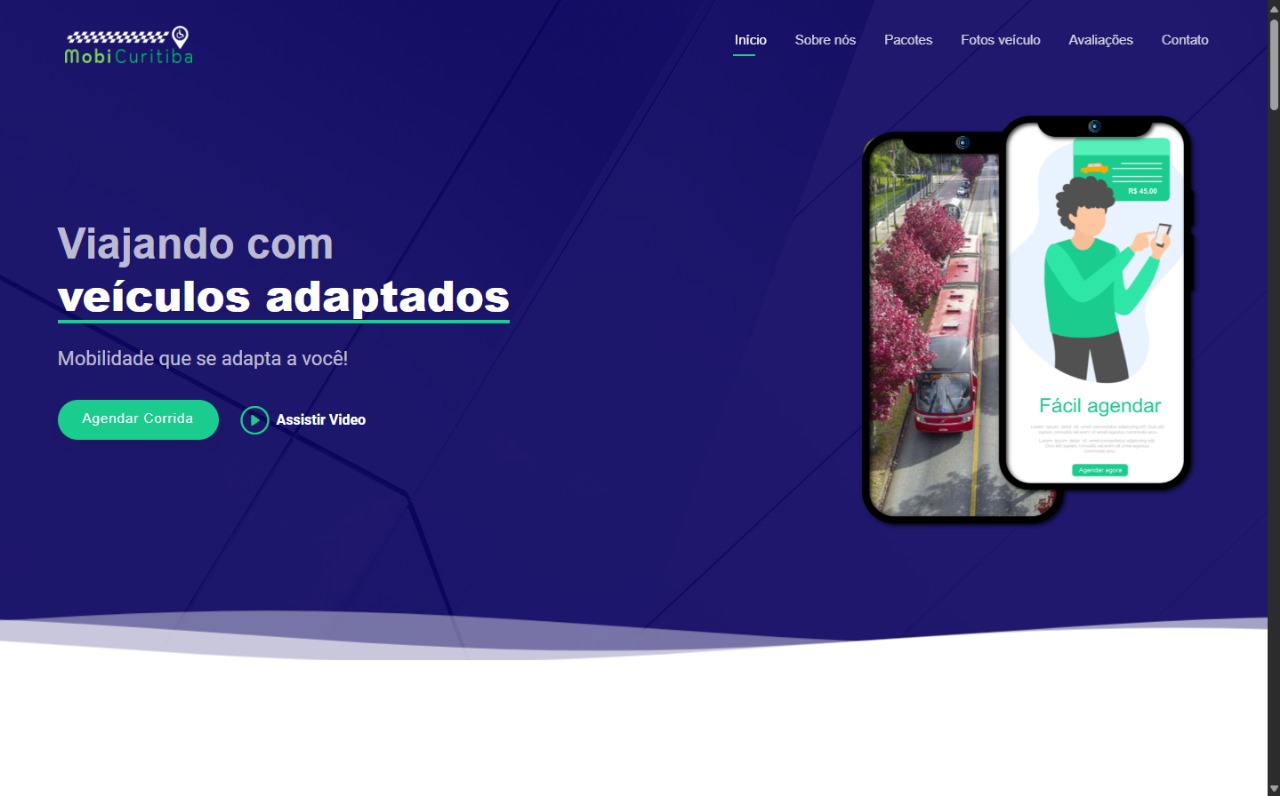 MobiCuritiba
Início
Sobre nós
Pacotes
Fotos veículo
Avaliações
Contato
Viajando com
veículos adaptados
Mobilidade que se adapta a você!
Agendar Corrida
Assistir Video
R$ 45,00
Fácil agendar
Agendar agora